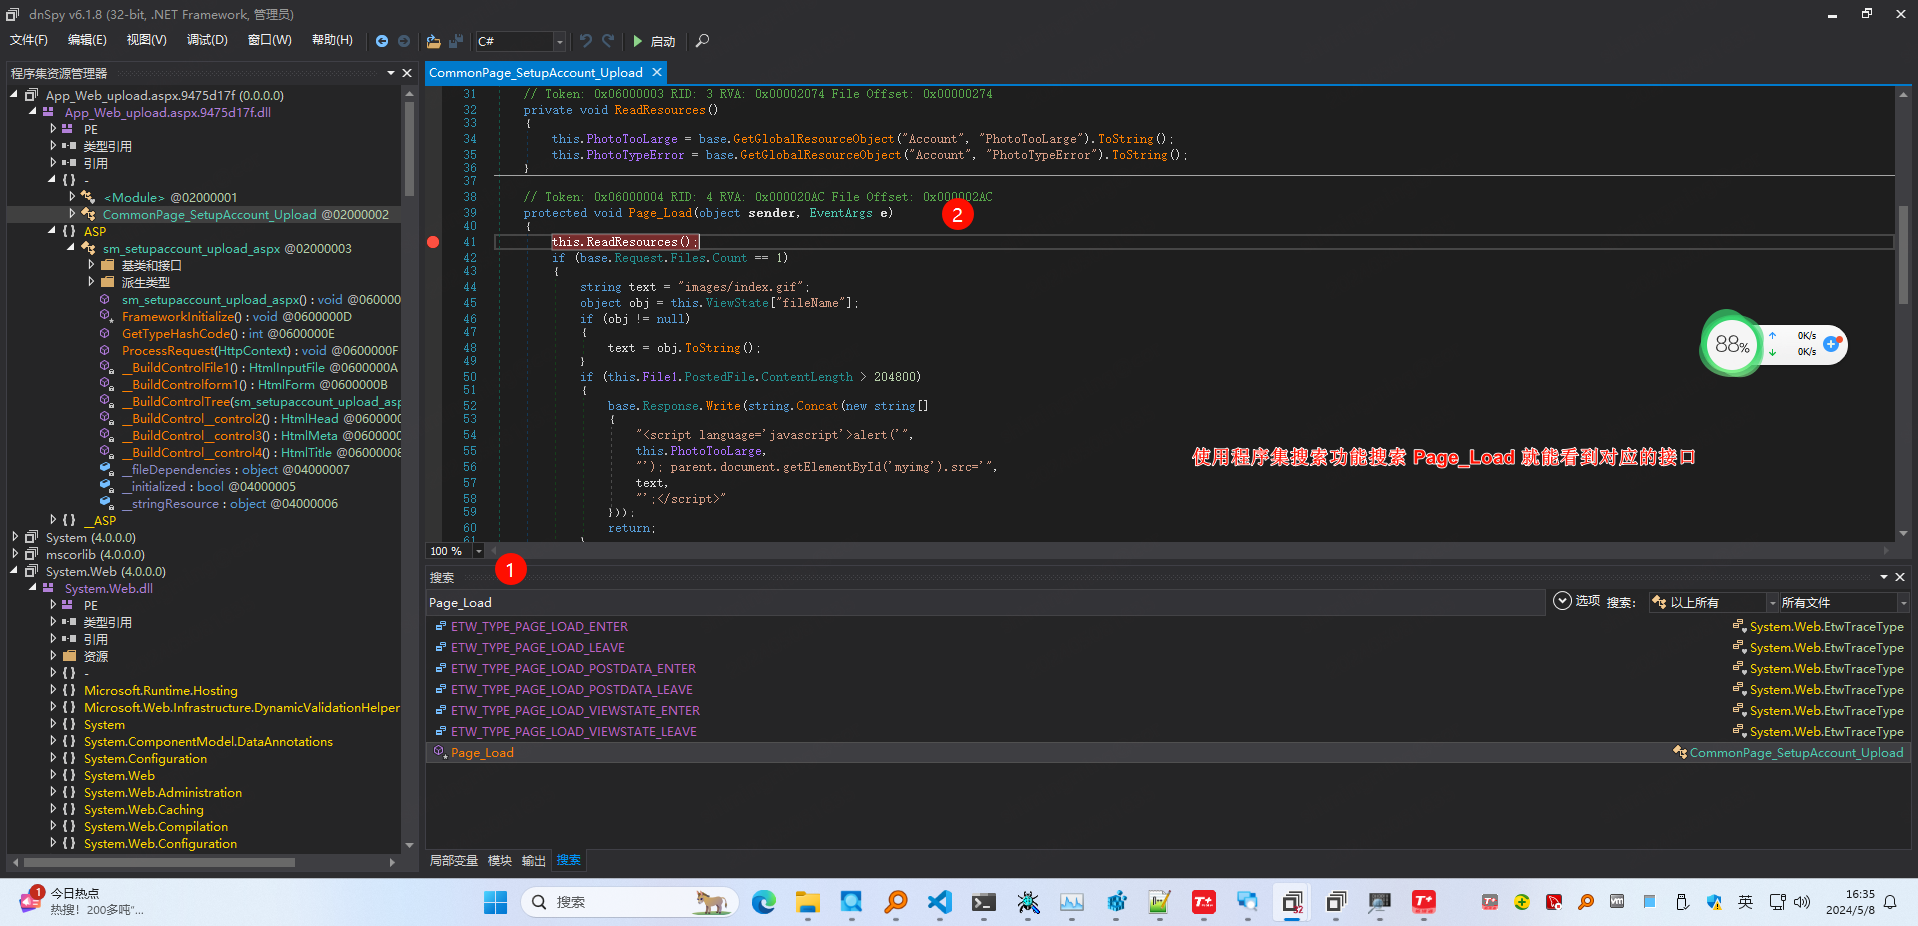 dnSpy v6.1.8 (32-bit, .NET Framework, 管理员)
文件(F) 编辑(E) 视图(V) 调试(D) 窗口(W) 帮助(H) C# 启动
程序集资源管理器
App_Web_upload.aspx.9475d17f (0.0.0.0)
App_Web_upload.aspx.9475d17f.dll
PE
类型引用
引用
{ } -
<Module> @02000001
CommonPage_SetupAccount_Upload @02000002
{ } ASP
sm_setupaccount_upload_aspx @02000003
基类和接口
派生类型
sm_setupaccount_upload_aspx() : void @060000
FrameworkInitialize() : void @0600000D
GetTypeHashCode() : int @0600000E
ProcessRequest(HttpContext) : void @0600000F
__BuildControlFile1() : HtmlInputFile @0600000A
__BuildControlform1() : HtmlForm @0600000B
__BuildControlTree(sm_setupaccount_upload_asp
__BuildControl__control2() : HtmlHead @060000
__BuildControl__control3() : HtmlMeta @060000
__BuildControl__control4() : HtmlTitle @0600008
__fileDependencies : object @04000007
__initialized : bool @04000005
__stringResource : object @04000006
{ } __ASP
System (4.0.0.0)
mscorlib (4.0.0.0)
System.Web (4.0.0.0)
System.Web.dll
PE
类型引用
引用
资源
{ } -
{ } Microsoft.Runtime.Hosting
{ } Microsoft.Web.Infrastructure.DynamicValidationHelper
{ } System
{ } System.ComponentModel.DataAnnotations
{ } System.Configuration
{ } System.Web
{ } System.Web.Administration
{ } System.Web.Caching
{ } System.Web.Compilation
{ } System.Web.Configuration
CommonPage_SetupAccount_Upload
31 // Token: 0x06000003 RID: 3 RVA: 0x00002074 File Offset: 0x00000274
32 private void ReadResources()
33 {
34 this.PhotoTooLarge = base.GetGlobalResourceObject("Account", "PhotoTooLarge").ToString();
35 this.PhotoTypeError = base.GetGlobalResourceObject("Account", "PhotoTypeError").ToString();
36 }
37
38 // Token: 0x06000004 RID: 4 RVA: 0x000020AC File Offset: 0x000002AC
39 protected void Page_Load(object sender, EventArgs e)
2
40 {
41 this.ReadResources();
42 if (base.Request.Files.Count == 1)
43 {
44 string text = "images/index.gif";
45 object obj = this.ViewState["fileName"];
46 if (obj != null)
47 {
48 text = obj.ToString();
49 }
50 if (this.File1.PostedFile.ContentLength > 204800)
51 {
52 base.Response.Write(string.Concat(new string[]
53 {
54 "<script language='javascript'>alert('",
55 this.PhotoTooLarge,
56 "'); parent.document.getElementById('myimg').src='",
57 text,
58 "';</script>"
59 }));
60 return;
61 }
88% 0K/s
0K/s
使用程序集搜索功能搜索 Page_Load 就能看到对应的接口
100 %
1
搜索
Page_Load 选项 搜索: 以上所有 所有文件
ETW_TYPE_PAGE_LOAD_ENTER System.Web.EtwTraceType
ETW_TYPE_PAGE_LOAD_LEAVE System.Web.EtwTraceType
ETW_TYPE_PAGE_LOAD_POSTDATA_ENTER System.Web.EtwTraceType
ETW_TYPE_PAGE_LOAD_POSTDATA_LEAVE System.Web.EtwTraceType
ETW_TYPE_PAGE_LOAD_VIEWSTATE_ENTER System.Web.EtwTraceType
ETW_TYPE_PAGE_LOAD_VIEWSTATE_LEAVE System.Web.EtwTraceType
Page_Load CommonPage_SetupAccount_Upload
局部变量 模块 输出 搜索
1 今日热点
热搜! 200多吨"...
搜索
英
16:35
2024/5/8